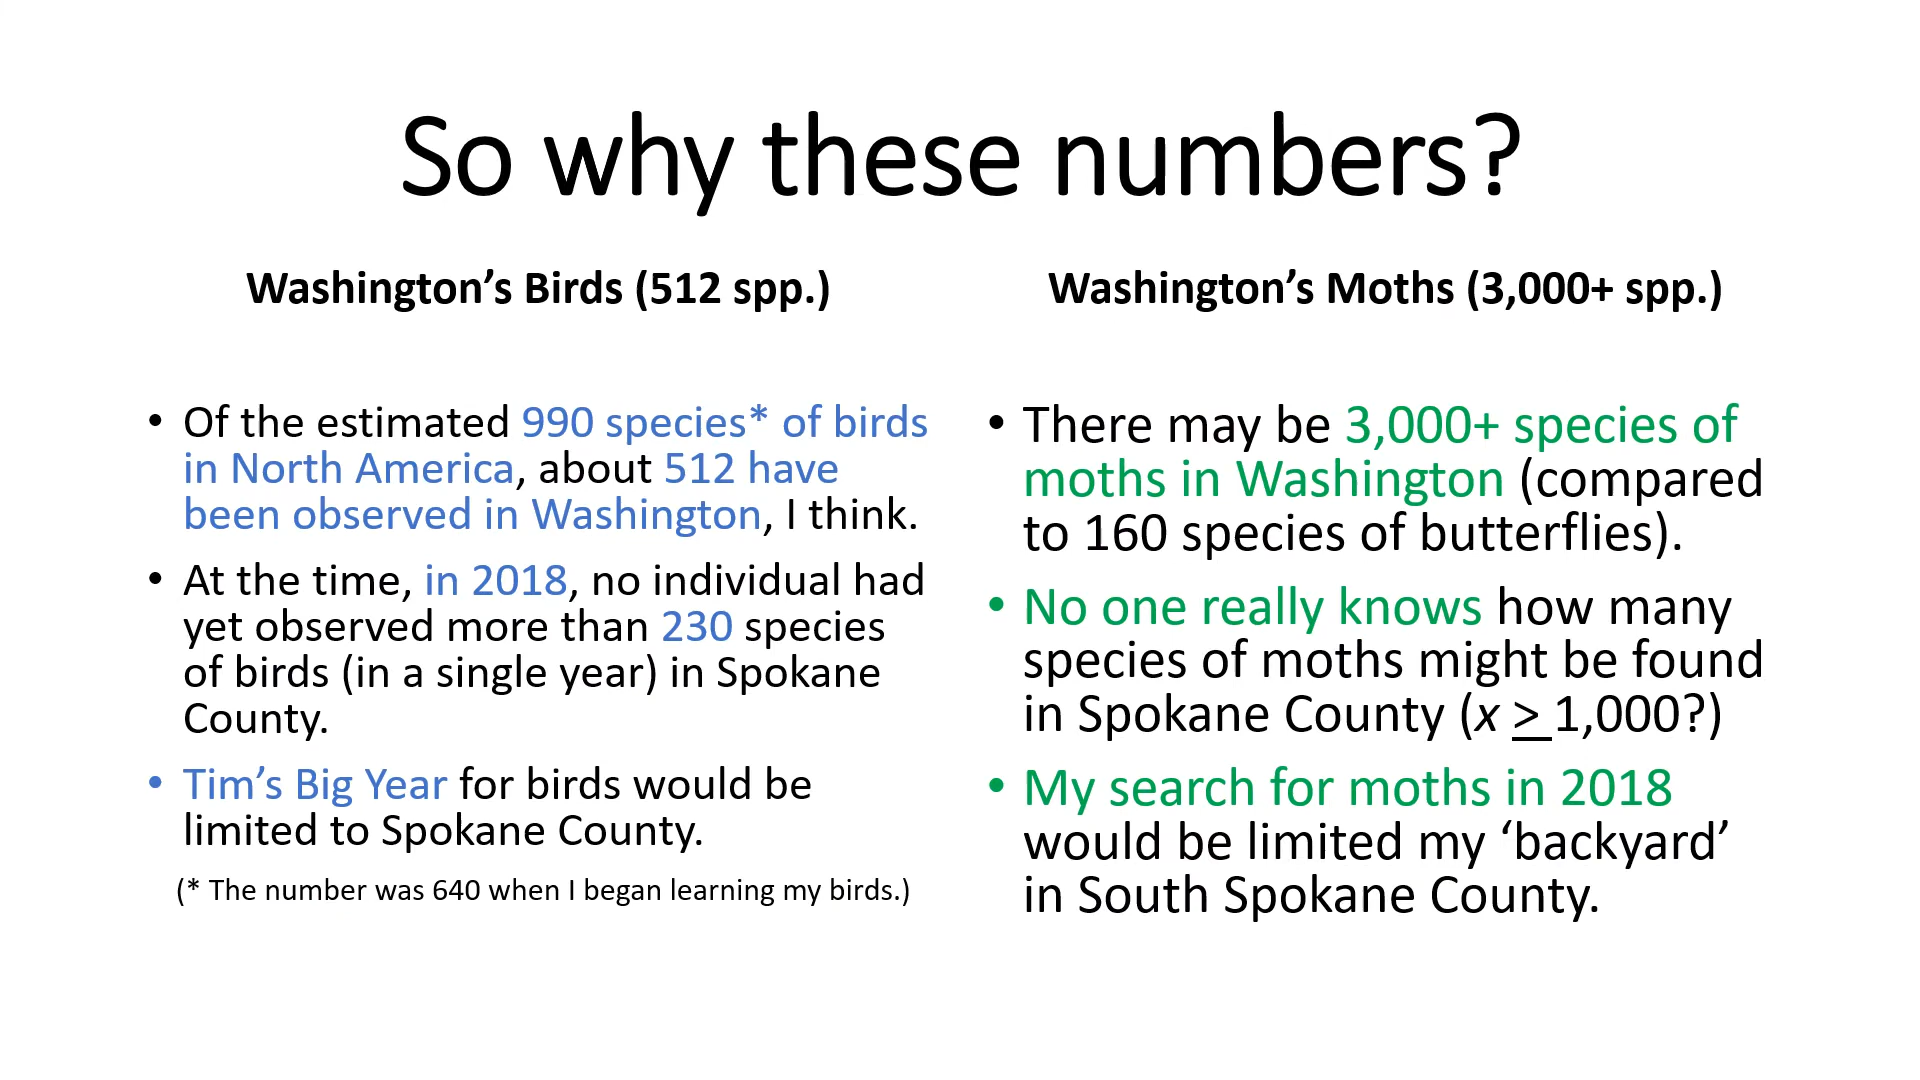 So why these numbers?
Washington’s Birds (512 spp.)
• Of the estimated 990 species* of birds
in North America, about 512 have
been observed in Washington, I think.
• At the time, in 2018, no individual had
yet observed more than 230 species
of birds (in a single year) in Spokane
County.
• Tim’s Big Year for birds would be
limited to Spokane County.
(* The number was 640 when I began learning my birds.)
Washington’s Moths (3,000+ spp.)
• There may be 3,000+ species of
moths in Washington (compared
to 160 species of butterflies).
• No one really knows how many
species of moths might be found
in Spokane County (x > 1,000?)
• My search for moths in 2018
would be limited my ‘backyard’
in South Spokane County.